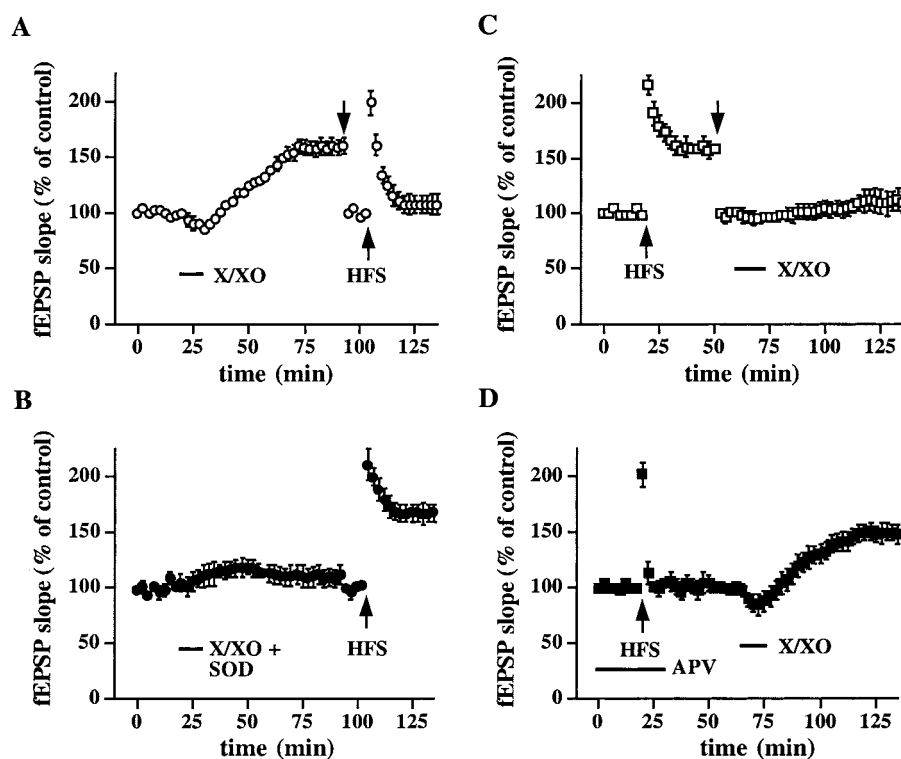 A
fEPSP slope (% of control)
200
150
100
50
0
X/XO
HFS
0 25 50 75 100 125
time (min)
B
fEPSP slope (% of control)
200
150
100
50
0
X/XO +
SOD
HFS
0 25 50 75 100 125
time (min)
C
fEPSP slope (% of control)
200
150
100
50
0
HFS
X/XO
0 25 50 75 100 125
time (min)
D
fEPSP slope (% of control)
200
150
100
50
0
HFS
X/XO
APV
0 25 50 75 100 125
time (min)